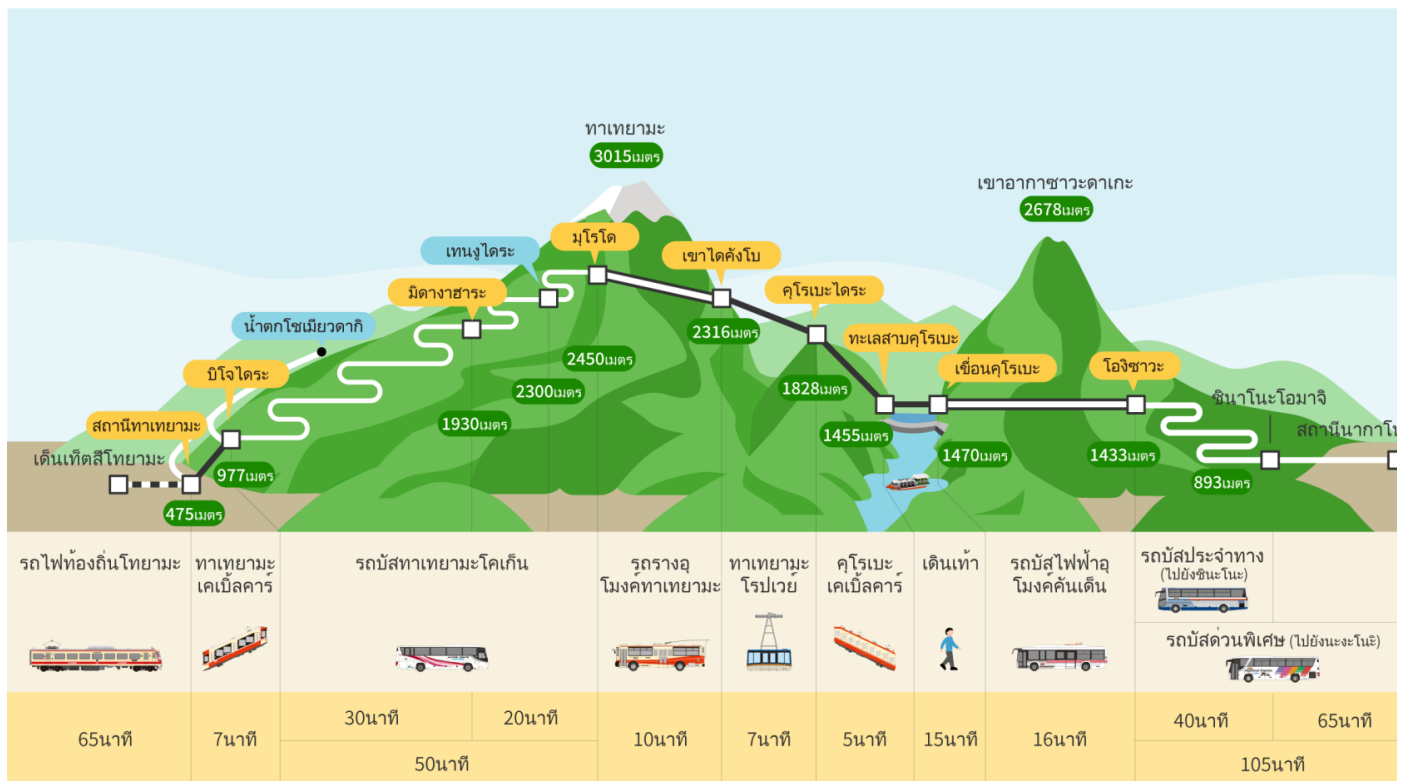 ทาเทยามะ
3015เมตร
เขาอากาซาวะดาเกะ
2678เมตร
มุโรโด
เทนงูไดระ
เขาไดคังโบ
มิดางาฮาระ
คุโรเบะไดระ
น้ำตกโชเมียวดากิ
2316เมตร
ทะเลสาบคุโรเบะ
2450เมตร
บิโจไดระ
เขื่อนคุโรเบะ
โองิซาวะ
1828เมตร
2300เมตร
ชินาโนะโอมาจิ
สถานีทาเทยามะ
1930เมตร
1455เมตร
สถานีนากาโน
เด็นเท็ตสึโทยามะ
977เมตร
1470เมตร
1433เมตร
893เมตร
475เมตร
รถไฟท้องถิ่นโทยามะ
ทาเทยามะ
เคเบิ้ลคาร์
รถบัสทาเทยามะโคเก็น
รถรางอุ
โมงค์ทาเทยามะ
ทาเทยามะ
โรปเวย์
คุโรเบะ
เคเบิ้ลคาร์
เดินเท้า
รถบัสไฟฟ้าอุ
โมงค์คันเด็น
รถบัสประจำทาง
(ไปยังชินะโนะ)
รถบัสด่วนพิเศษ (ไปยังนะงะโนะ)
65นาที
7นาที
30นาที
20นาที
50นาที
10นาที
7นาที
5นาที
15นาที
16นาที
40นาที
65นาที
105นาที